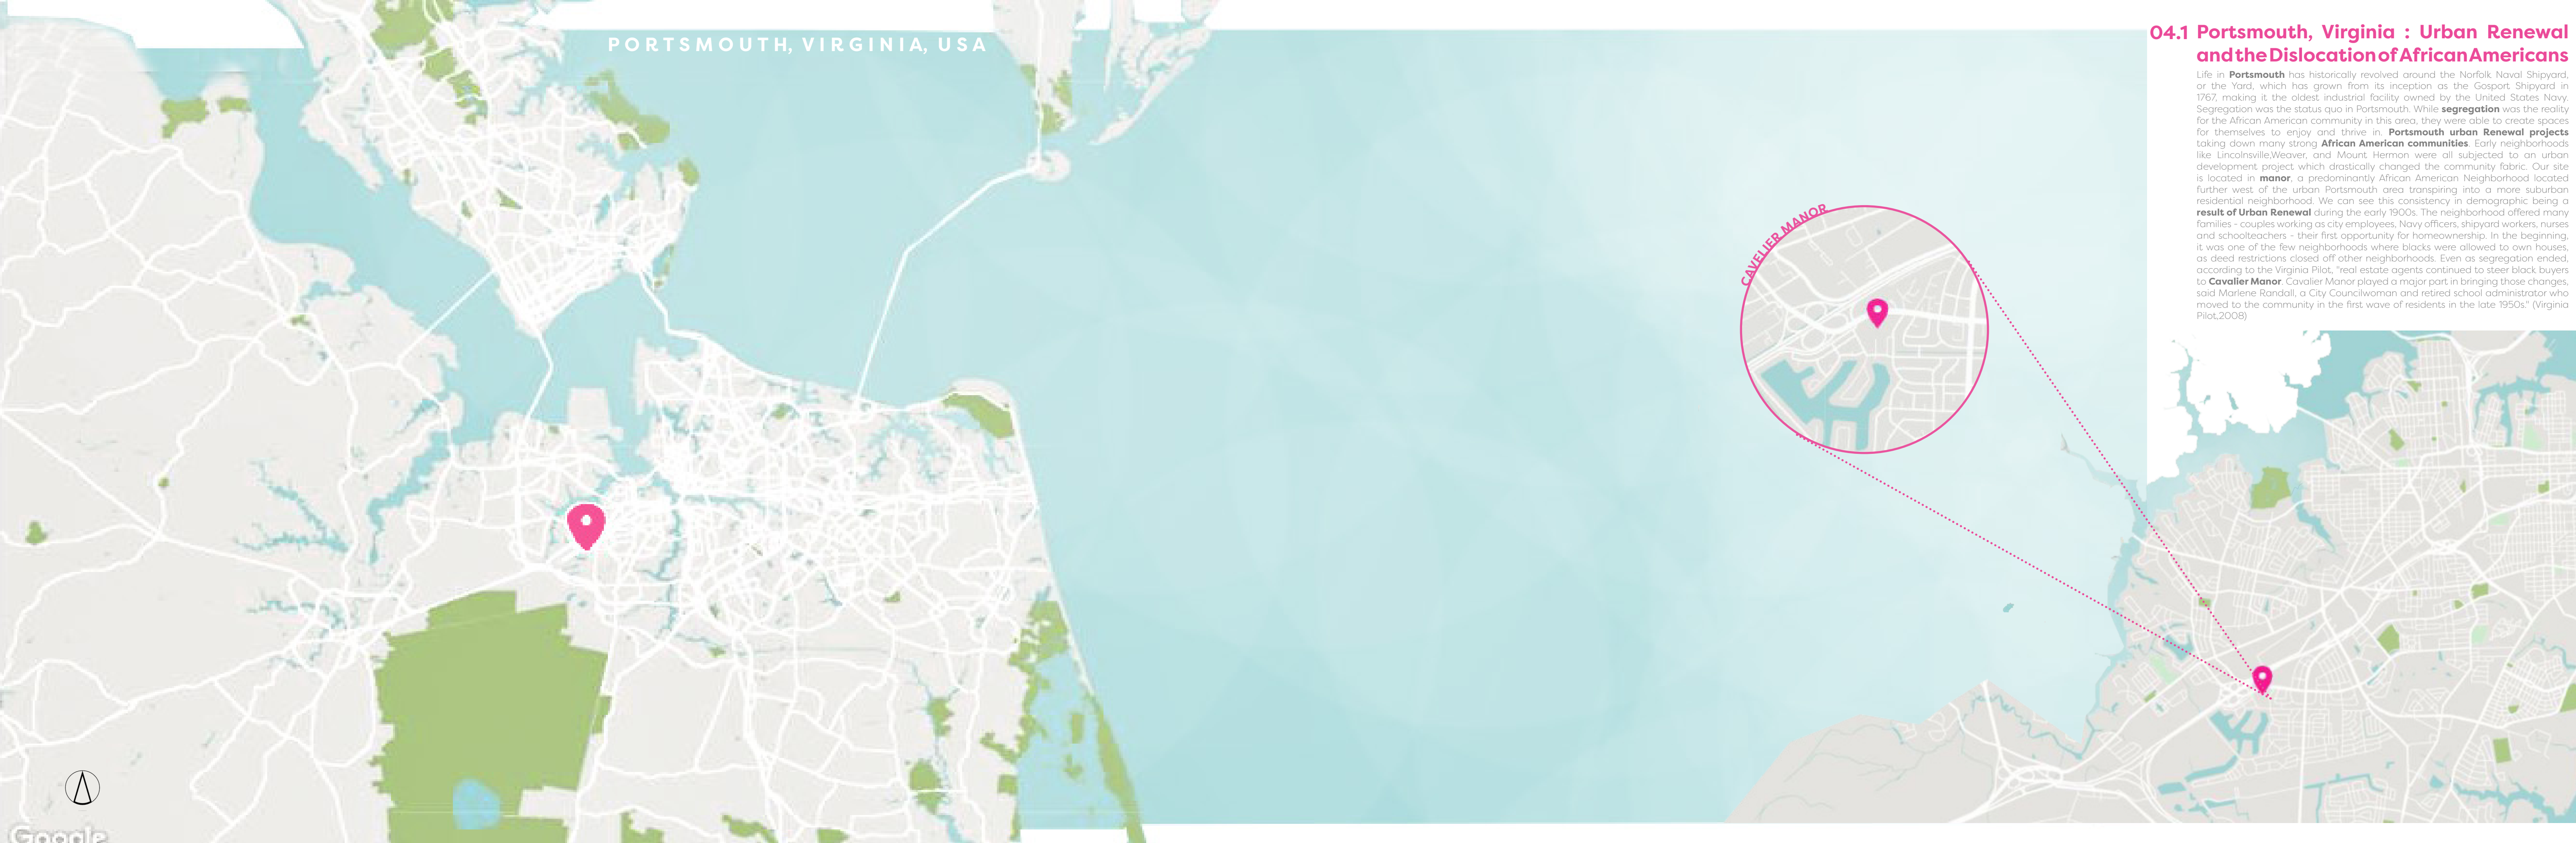 PORTSMOUTH, VIRGINIA, USA
04.1 Portsmouth, Virginia : Urban Renewal
and the Dislocation of African Americans
Life in Portsmouth has historically revolved around the Norfolk Naval Shipyard,
or the Yard, which has grown from its inception as the Gosport Shipyard in
1767, making it the oldest industrial facility owned by the United States Navy.
Segregation was the status quo in Portsmouth. While segregation was the reality
for the African American community in this area, they were able to create spaces
for themselves to enjoy and thrive in. Portsmouth urban Renewal projects
taking down many strong African American communities. Early neighborhoods
like Lincolnsville,Weaver, and Mount Hermon were all subjected to an urban
development project which drastically changed the community fabric. Our site
is located in manor, a predominantly African American Neighborhood located
further west of the urban Portsmouth area transpiring into a more suburban
residential neighborhood. We can see this consistency in demographic being a
result of Urban Renewal during the early 1900s. The neighborhood offered many
families - couples working as city employees, Navy officers, shipyard workers, nurses
and schoolteachers - their first opportunity for homeownership. In the beginning,
it was one of the few neighborhoods where blacks were allowed to own houses,
as deed restrictions closed off other neighborhoods. Even as segregation ended,
according to the Virginia Pilot, "real estate agents continued to steer black buyers
to Cavalier Manor. Cavalier Manor played a major part in bringing those changes,
said Marlene Randall, a City Councilwoman and retired school administrator who
moved to the community in the first wave of residents in the late 1950s." (Virginia
Pilot,2008)
CAVELIER MANOR
Google